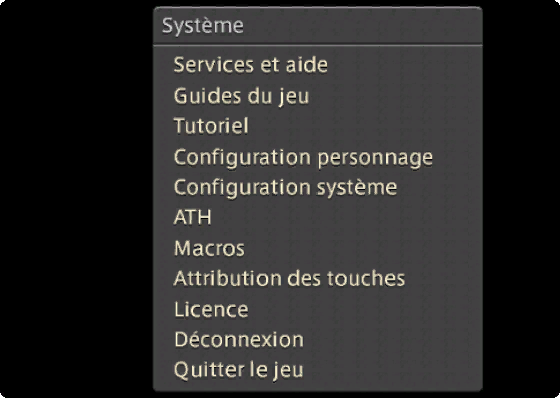 Système
Services et aide
Guides du jeu
Tutoriel
Configuration personnage
Configuration système
ATH
Macros
Attribution des touches
Licence
Déconnexion
Quitter le jeu